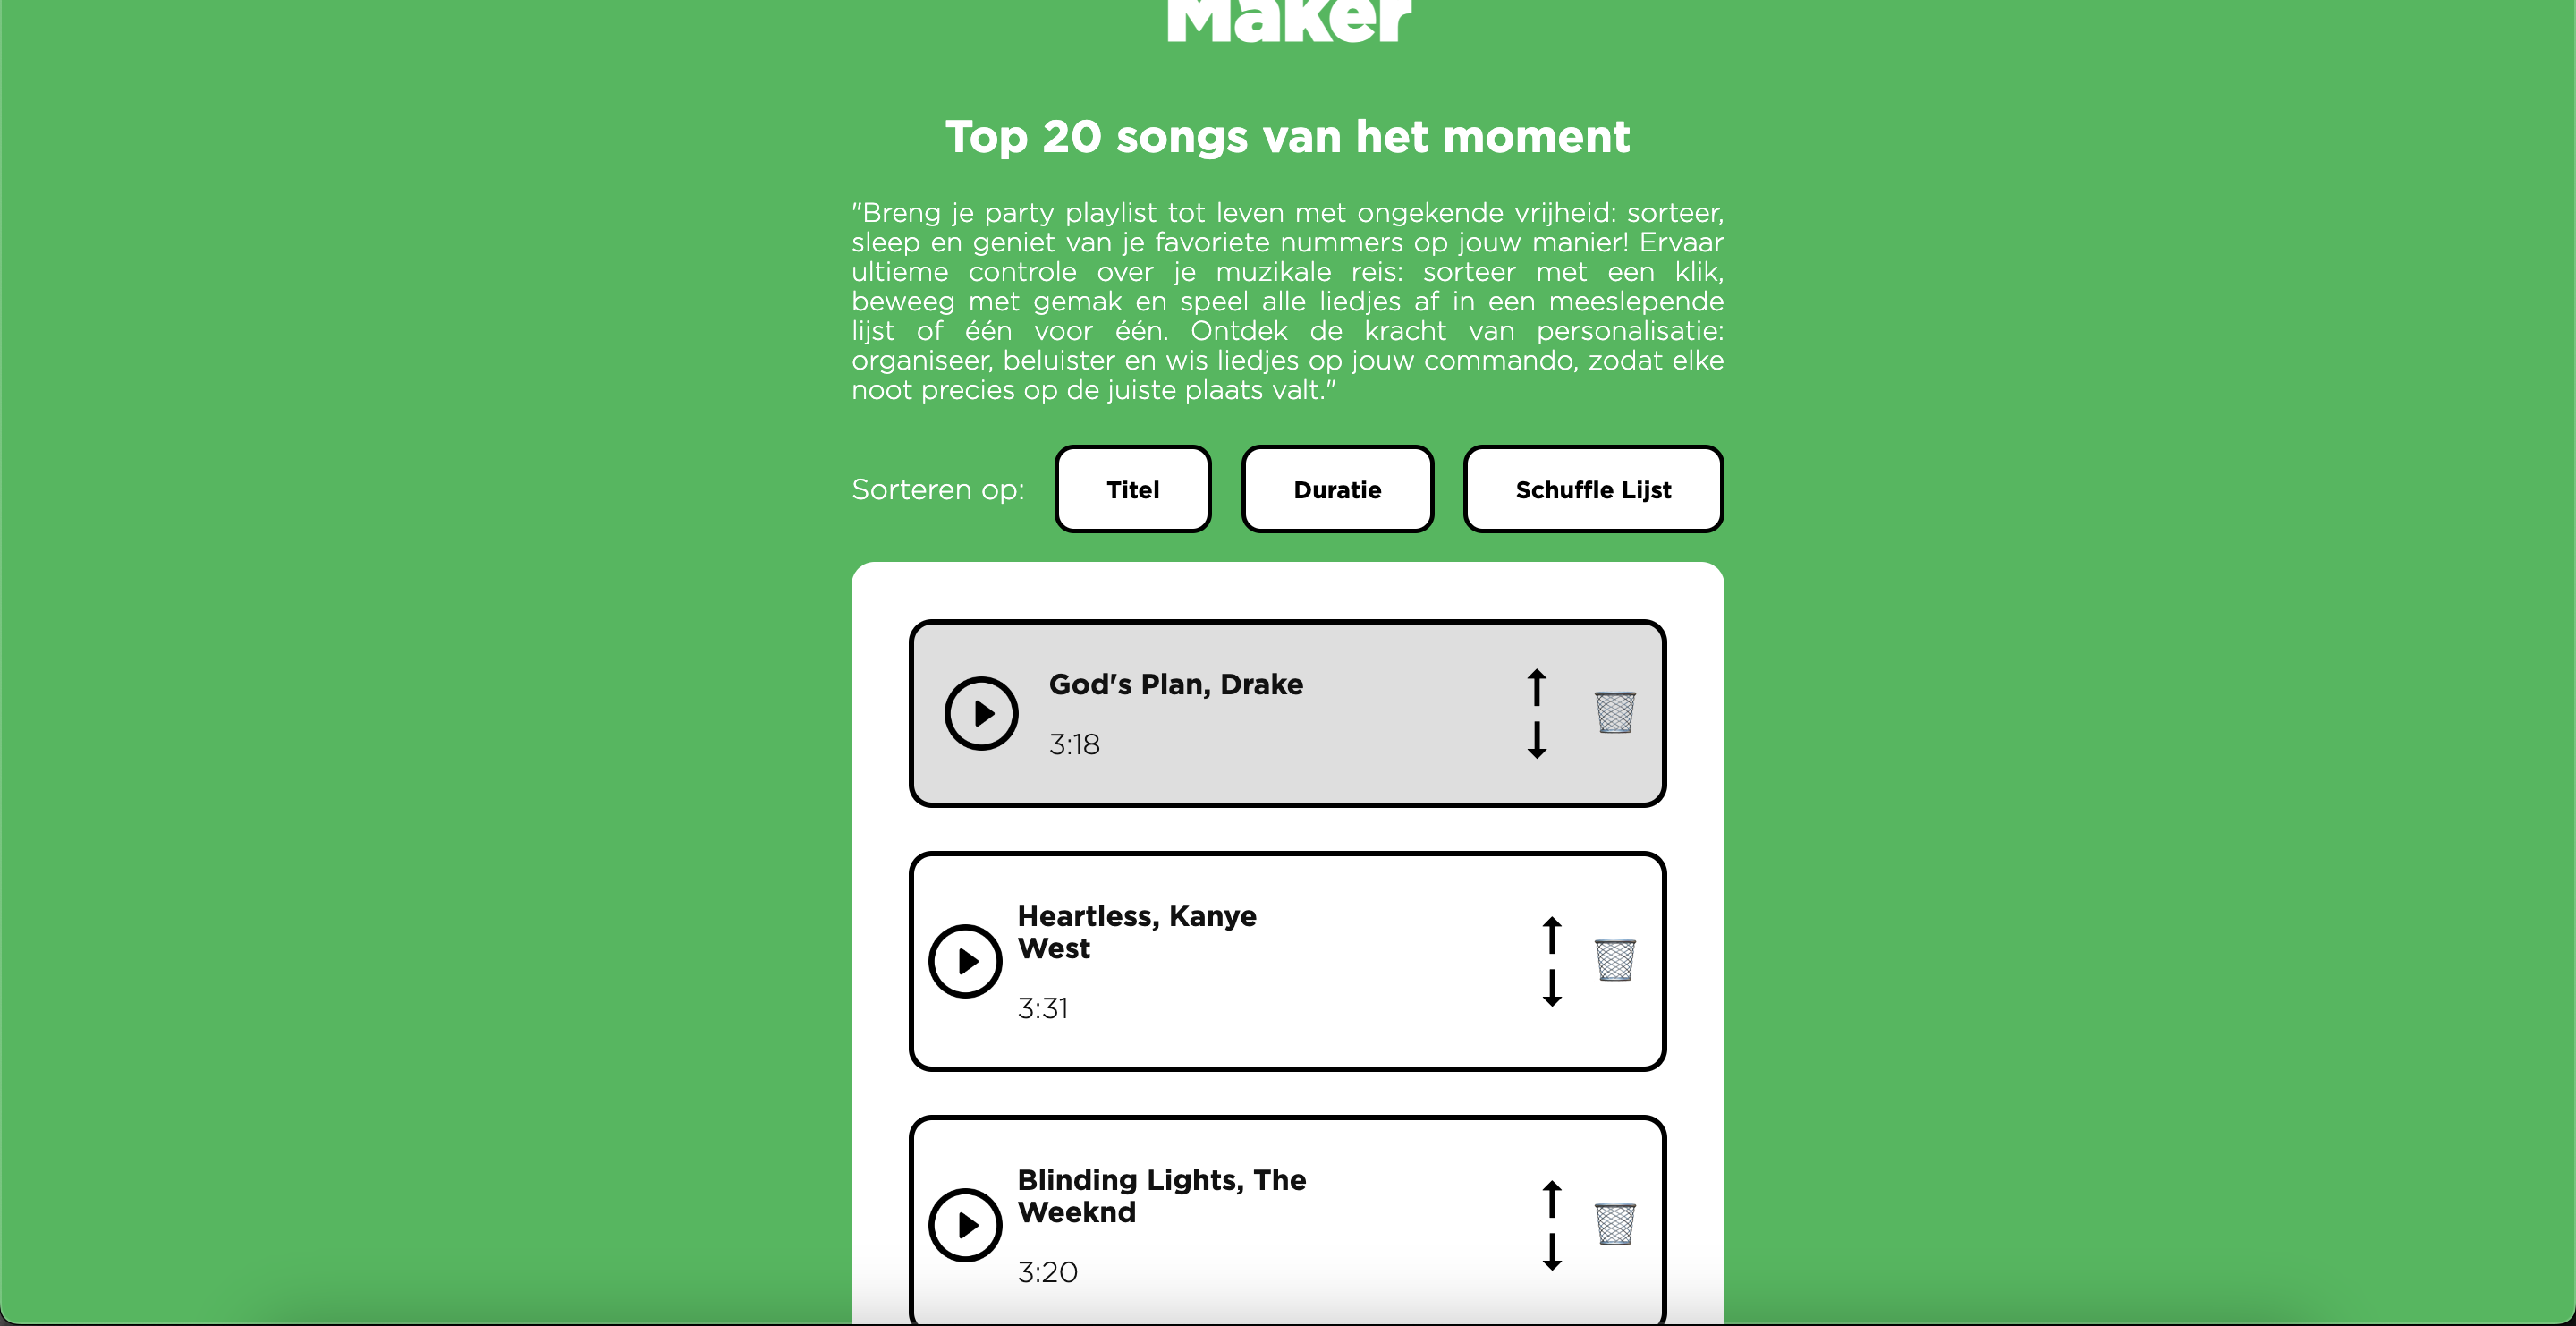 Maker
Top 20 songs van het moment
"Breng je party playlist tot leven met ongekende vrijheid: sorteer,
sleep en geniet van je favoriete nummers op jouw manier! Ervaar
ultieme controle over je muzikale reis: sorteer met een klik,
beweeg met gemak en speel alle liedjes af in een meeslepende
lijst of één voor één. Ontdek de kracht van personalisatie:
organiseer, beluister en wis liedjes op jouw commando, zodat elke
noot precies op de juiste plaats valt."
Sorteren op: Titel Duratie Schuffle Lijst
God's Plan, Drake
3:18
Heartless, Kanye
West
3:31
Blinding Lights, The
Weeknd
3:20